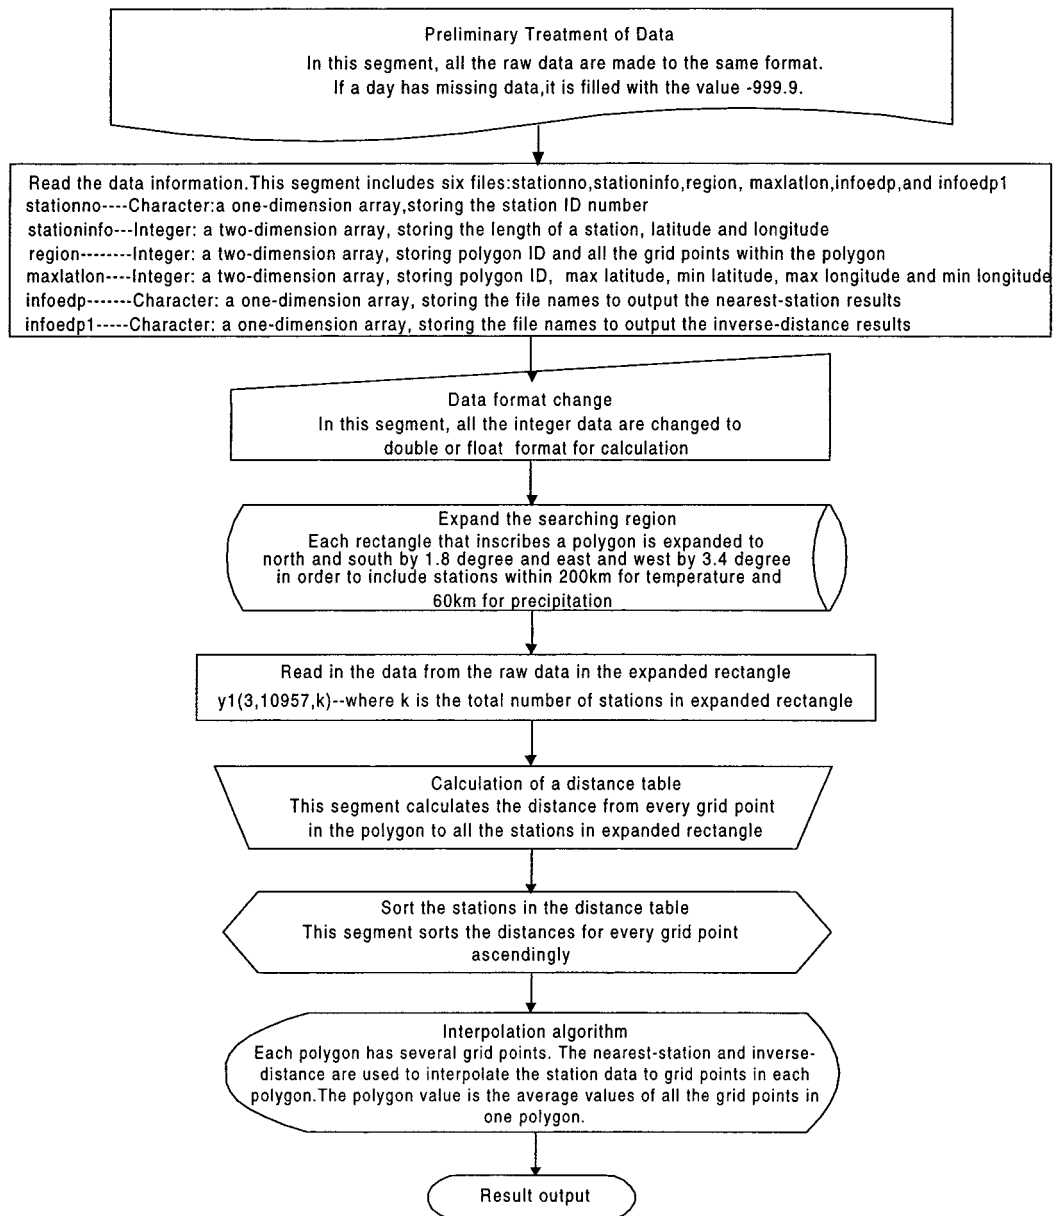 Preliminary Treatment of Data
In this segment, all the raw data are made to the same format.
If a day has missing data,it is filled with the value -999.9.
Read the data information.This segment includes six files:stationno,stationinfo,region, maxlatlon,infoedp,and infoedp1
stationno----Character:a one-dimension array,storing the station ID number
stationinfo---Integer: a two-dimension array, storing the length of a station, latitude and longitude
region--------Integer: a two-dimension array, storing polygon ID and all the grid points within the polygon
maxlatlon----Integer: a two-dimension array, storing polygon ID, max latitude, min latitude, max longitude and min longitude
infoedp-------Character: a one-dimension array, storing the file names to output the nearest-station results
infoedp1-----Character: a one-dimension array, storing the file names to output the inverse-distance results
Data format change
In this segment, all the integer data are changed to
double or float format for calculation
Expand the searching region
Each rectangle that inscribes a polygon is expanded to
north and south by 1.8 degree and east and west by 3.4 degree
in order to include stations within 200km for temperature and
60km for precipitation
Read in the data from the raw data in the expanded rectangle
y1(3,10957,k)--where k is the total number of stations in expanded rectangle
Calculation of a distance table
This segment calculates the distance from every grid point
in the polygon to all the stations in expanded rectangle
Sort the stations in the distance table
This segment sorts the distances for every grid point
ascendingly
Interpolation algorithm
Each polygon has several grid points. The nearest-station and inverse-
distance are used to interpolate the station data to grid points in each
polygon.The polygon value is the average values of all the grid points in
one polygon.
Result output